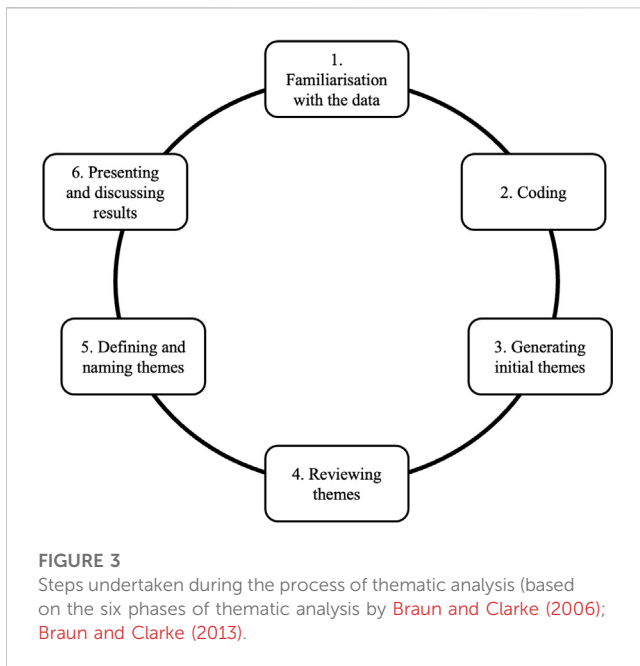 1.
Familiarisation
with the data
2. Coding
3. Generating
initial themes
4. Reviewing
themes
5. Defining and
naming themes
6. Presenting
and discussing
results
FIGURE 3
Steps undertaken during the process of thematic analysis (based
on the six phases of thematic analysis by Braun and Clarke (2006);
Braun and Clarke (2013).